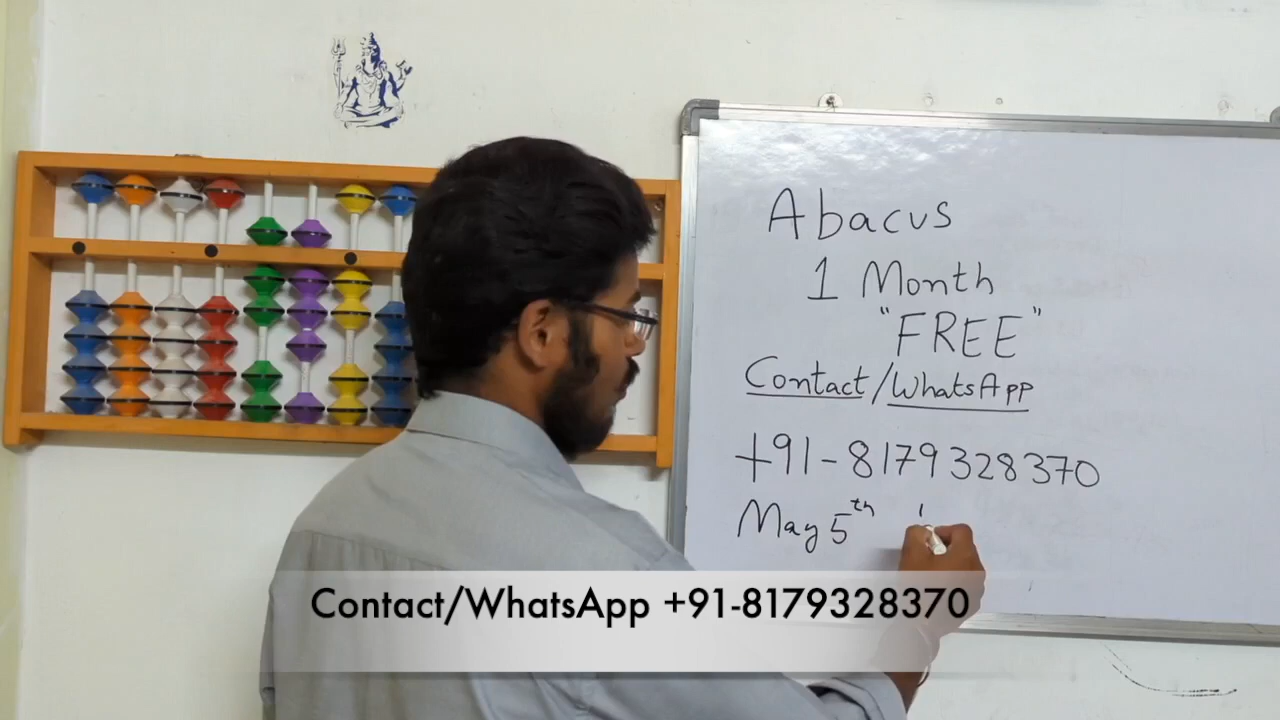 Abacus
1 Month
"FREE"
Contact/WhatsApp
+91-8179328370
May 5th
Contact/WhatsApp +91-8179328370